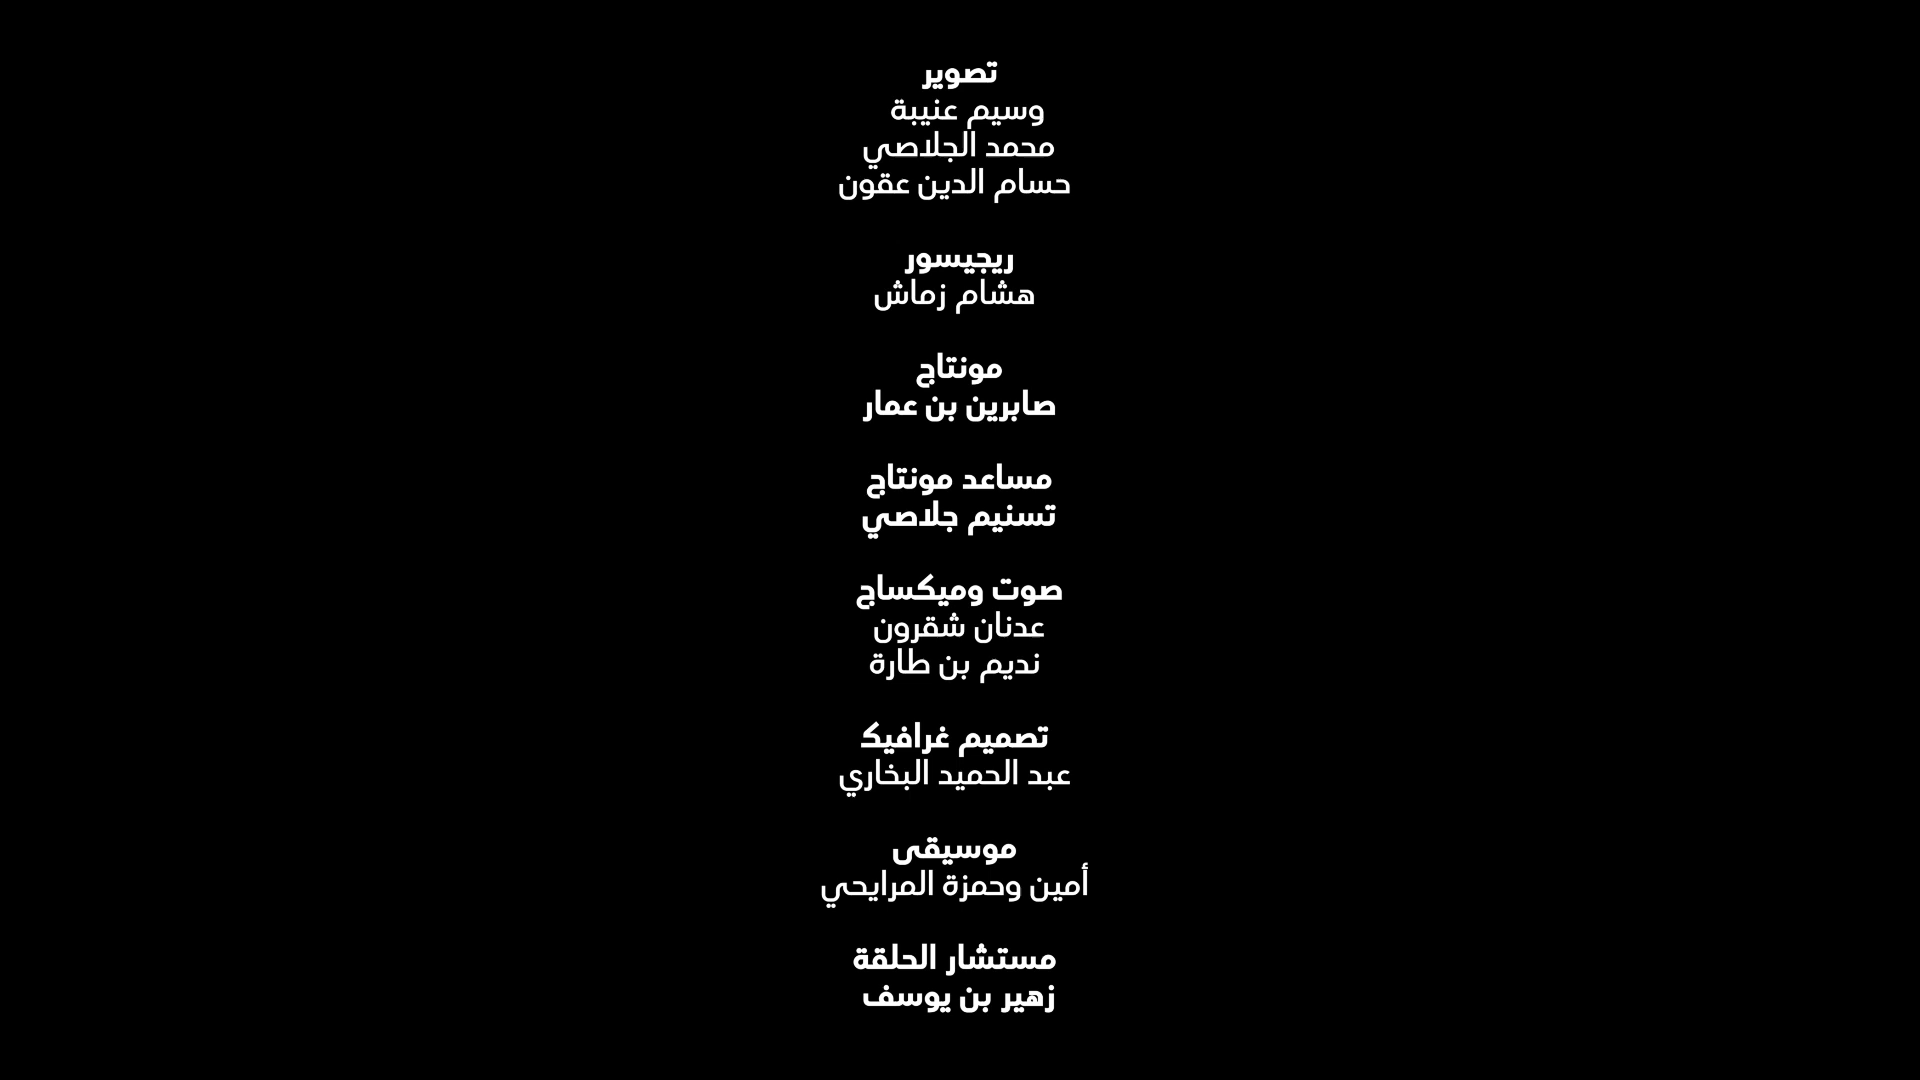 تصوير
وسيم عنيبة
محمد الجلاصي
حسام الدين عقون
ريجيسور
هشام زماش
مونتاج
صابرين بن عمار
مساعد مونتاج
تسنيم جلاصي
صوت وميكساج
عدنان شقرون
نديم بن طارة
تصميم غرافيك
عبد الحميد البخاري
موسيقى
أمين وحمزة المرايحي
مستشار الحلقة
زهير بن يوسف